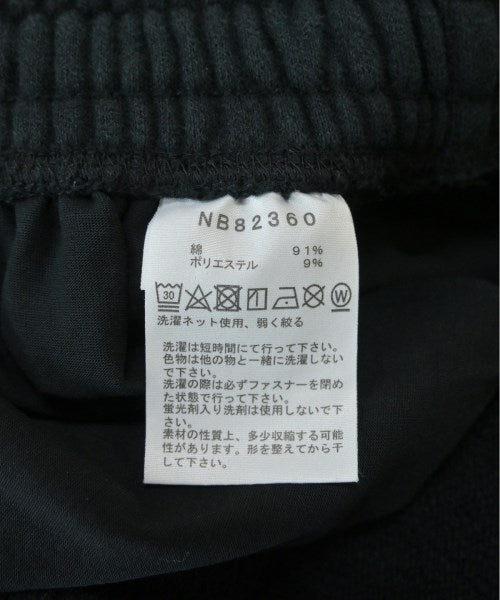 NB82360
綿 91%
ポリエステル 9%
30 W
洗濯ネット使用、弱く絞る
洗濯は短時間にて行って下さい。
色物は他の物と一緒に洗濯しない
で下さい。
洗濯の際は必ずファスナーを閉め
た状態で行って下さい。
蛍光剤入り洗剤は使用しないで下
さい。
素材の性質上、多少収縮する可能
性があります。形を整えてから干
して下さい。